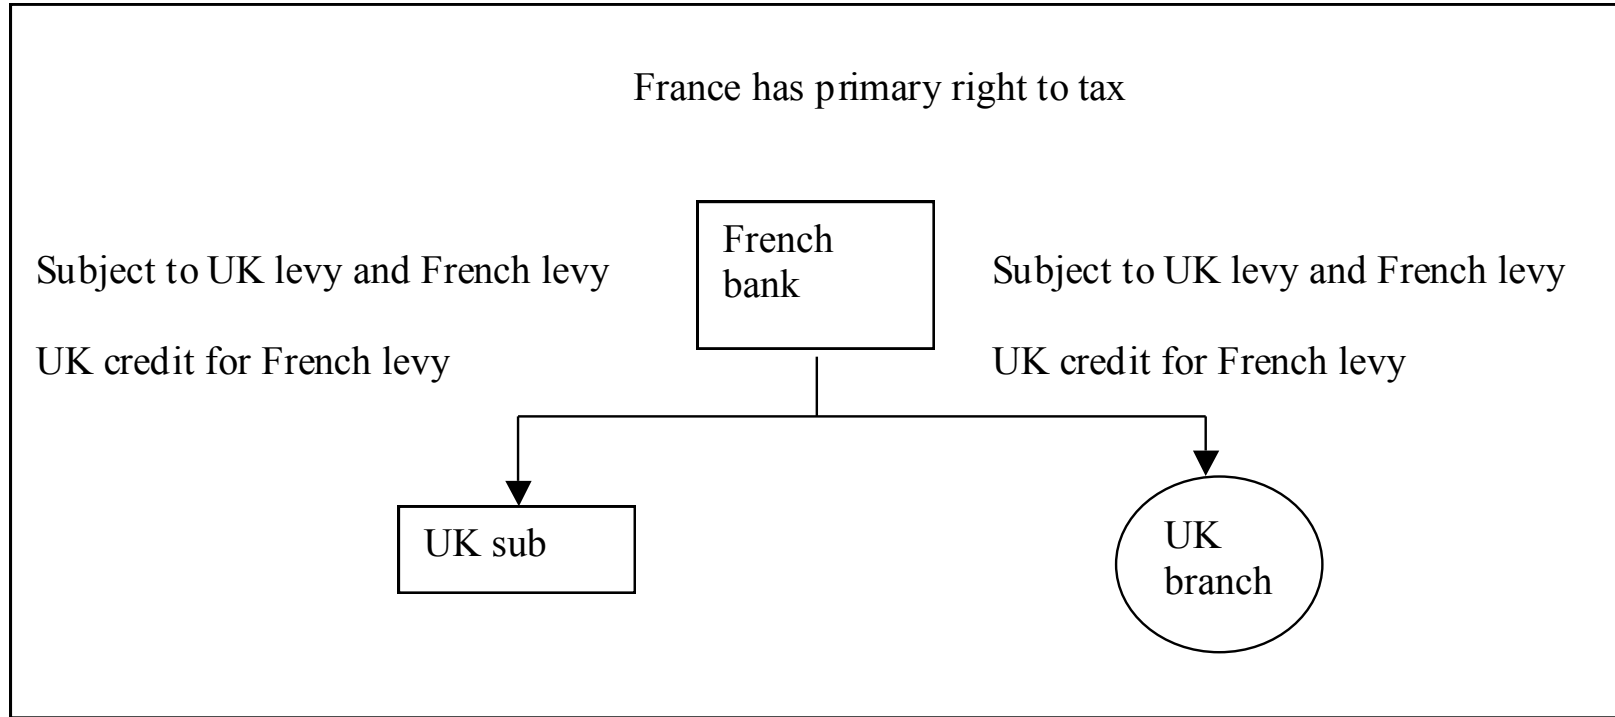 France has primary right to tax
French
bank
Subject to UK levy and French levy
UK credit for French levy
Subject to UK levy and French levy
UK credit for French levy
UK sub
UK
branch